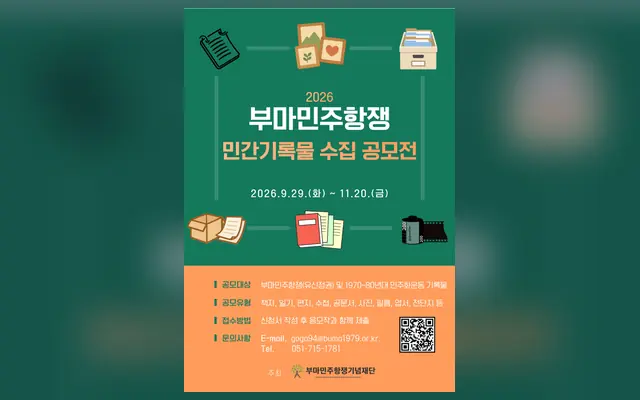 2026
부마민주항쟁
민간기록물 수집 공모전
2026.9.29.(화) ~ 11.20.(금)
공모대상 부마민주항쟁(유신정권) 및 1970~80년대 민주화운동 기록물
공모유형 책자, 일기, 편지, 수첩, 공문서, 사진, 필름, 엽서, 전단지 등
접수방법 신청서 작성 후 응모작과 함께 제출
문의사항 E-mail. gogo94@buma1979.or.kr.
Tel. 051-715-1781
주최 부마민주항쟁기념재단